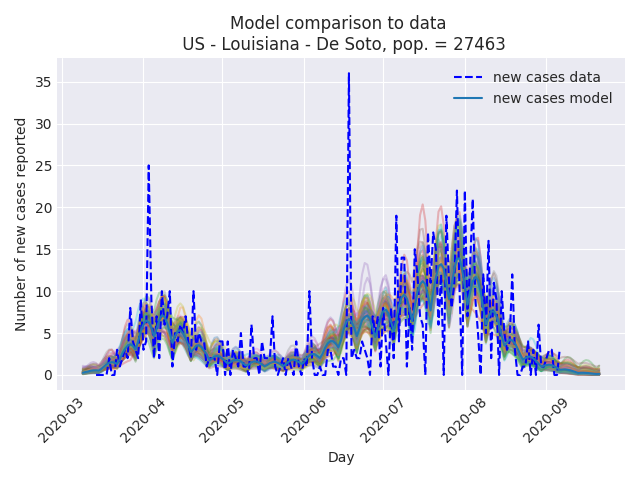 Model comparison to data
US - Louisiana - De Soto, pop. = 27463
new cases data
new cases model
Number of new cases reported
35
30
25
20
15
10
5
0
2020-03
2020-04
2020-05
2020-06
2020-07
2020-08
2020-09
Day